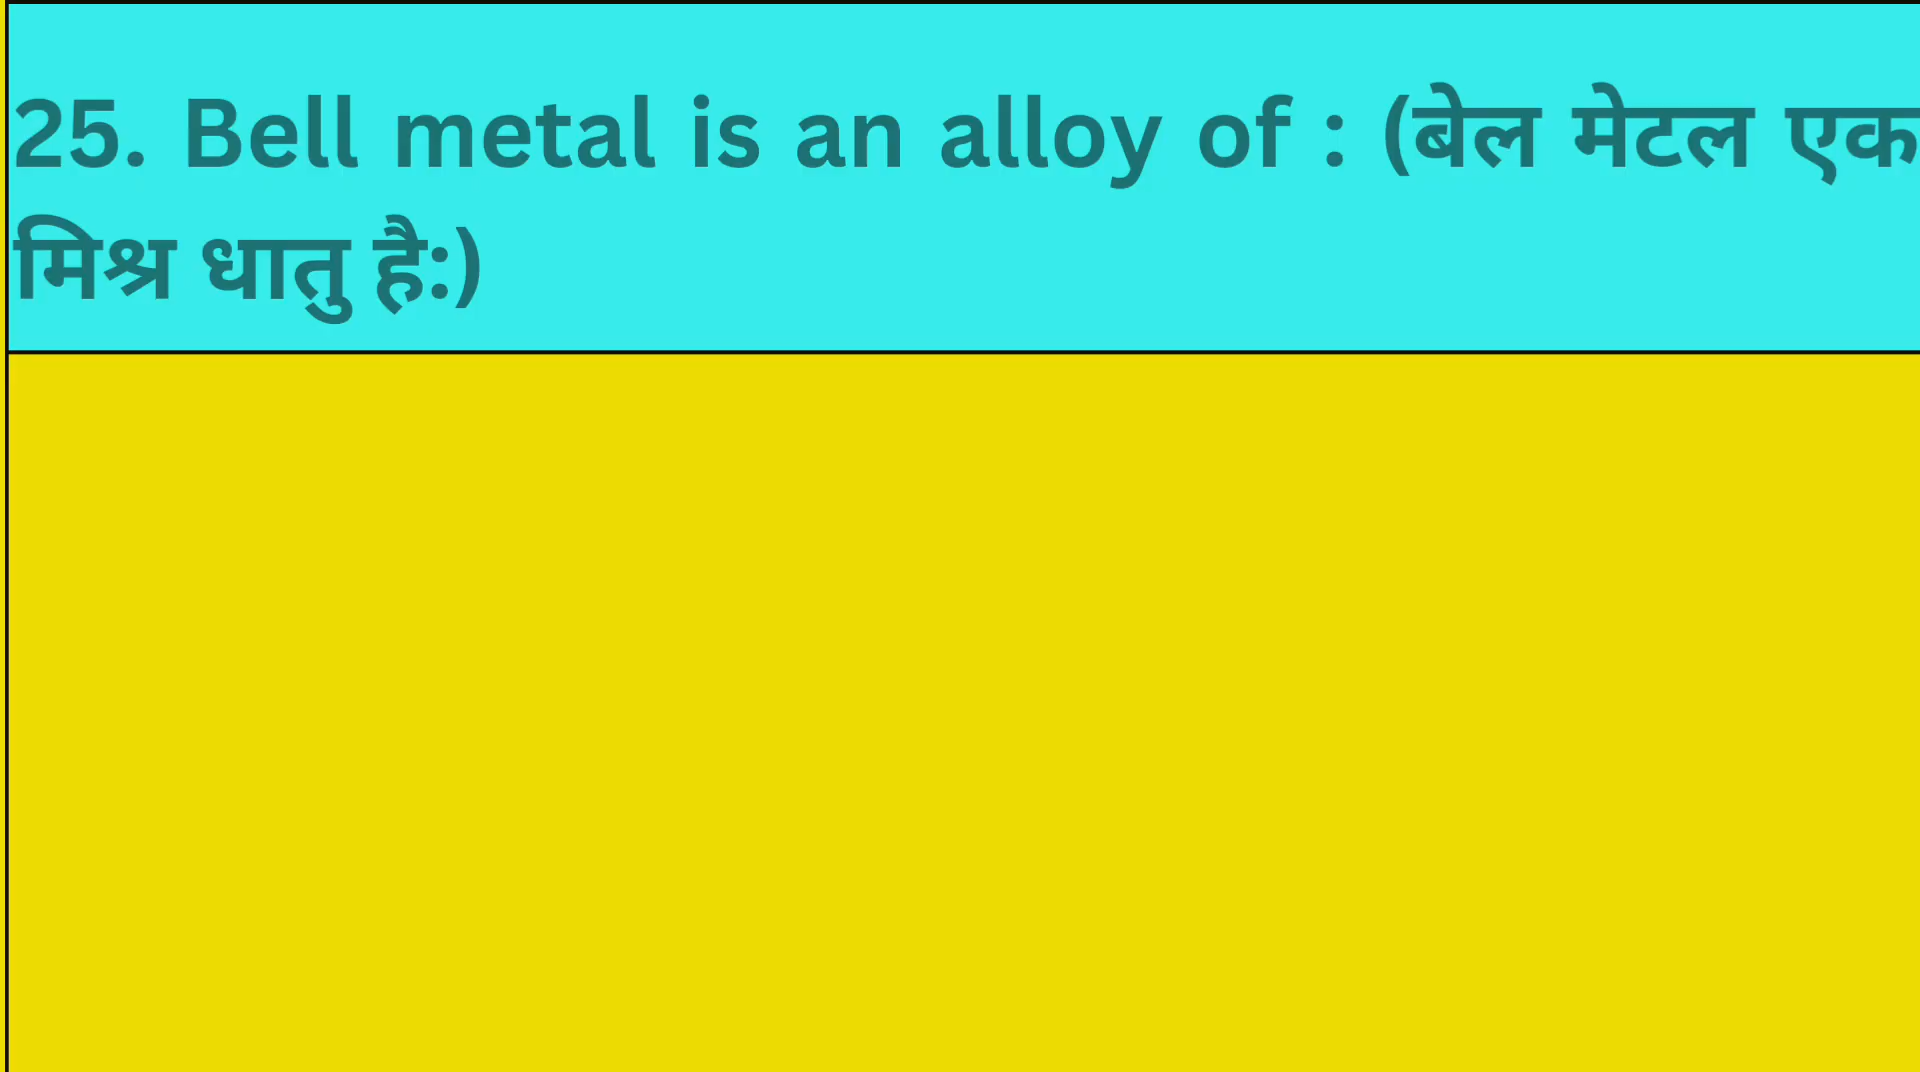 25. Bell metal is an alloy of : (बेल मेटल एक
मिश्र धातु है:)